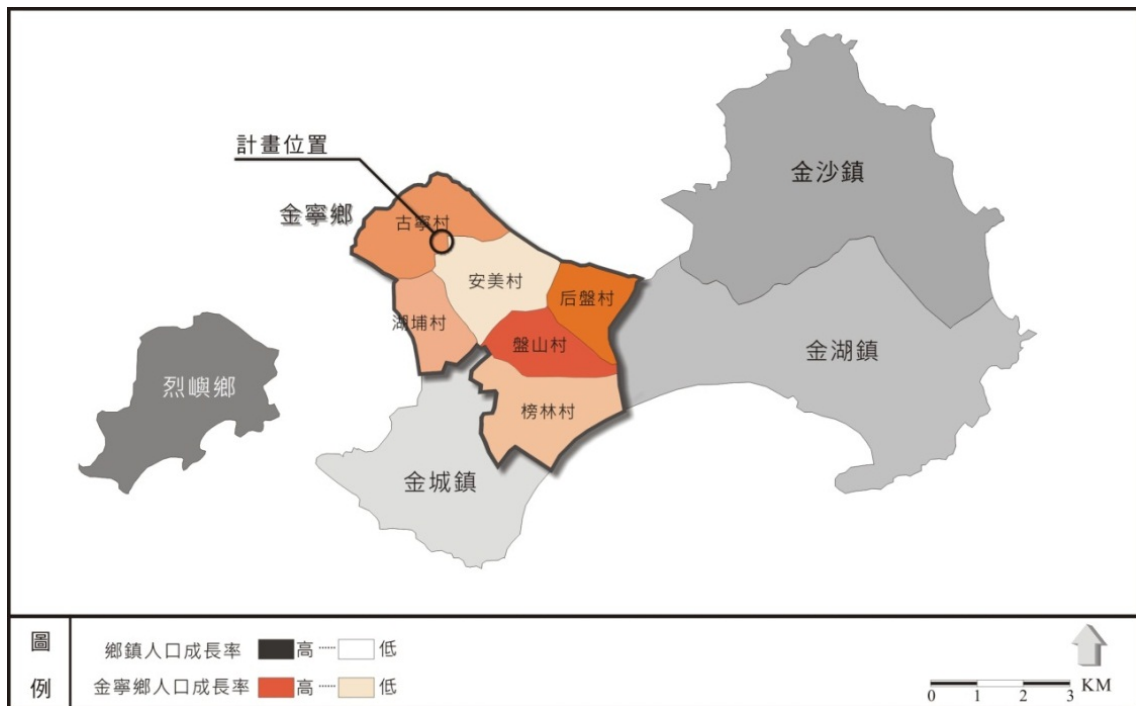 計畫位置
金沙鎮
金寧鄉
古寧村
安美村
后盤村
湖埔村
盤山村
金湖鎮
烈嶼鄉
榜林村
金城鎮
圖例
鄉鎮人口成長率 高 ┈ 低
金寧鄉人口成長率 高 ┈ 低
0 1 2 3 KM